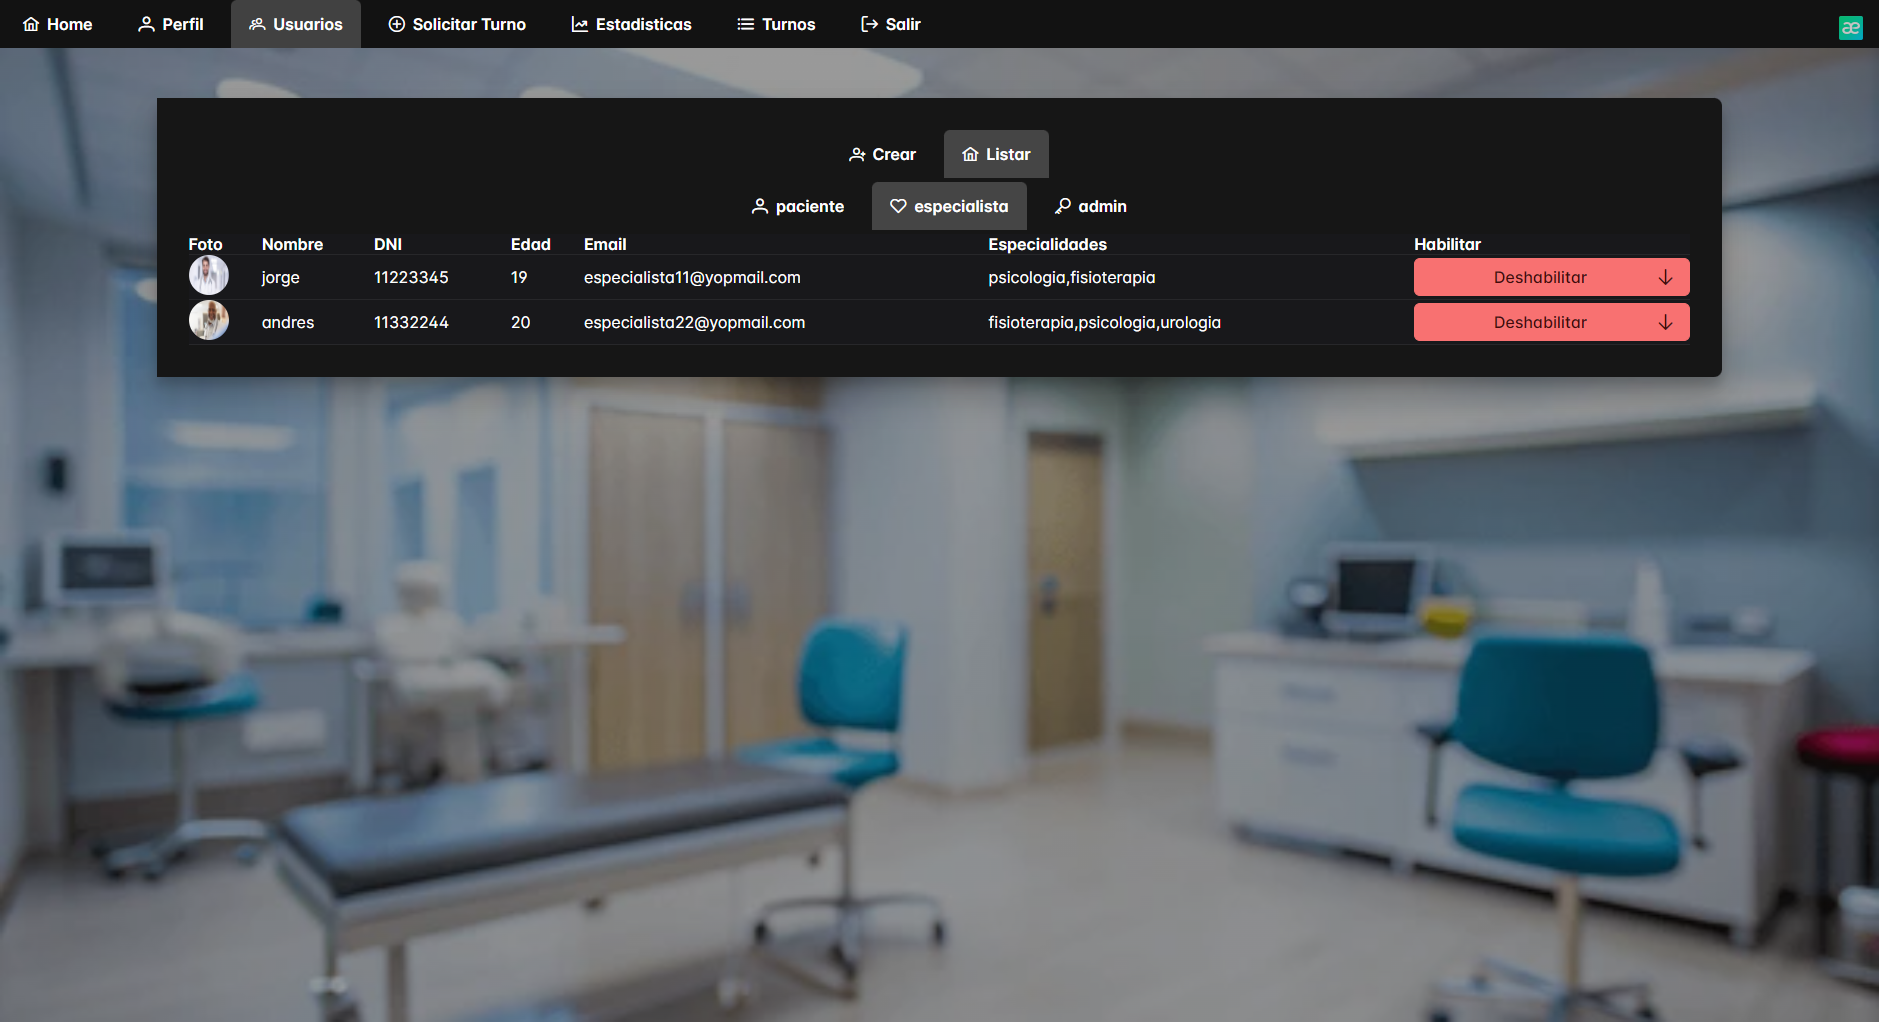 Home Perfil Usuarios Solicitar Turno Estadisticas Turnos Salir æ
Crear Listar
paciente especialista admin
Foto Nombre DNI Edad Email Especialidades Habilitar
jorge 11223345 19 especialista11@yopmail.com psicologia,fisioterapia Deshabilitar
andres 11332244 20 especialista22@yopmail.com fisioterapia,psicologia,urologia Deshabilitar